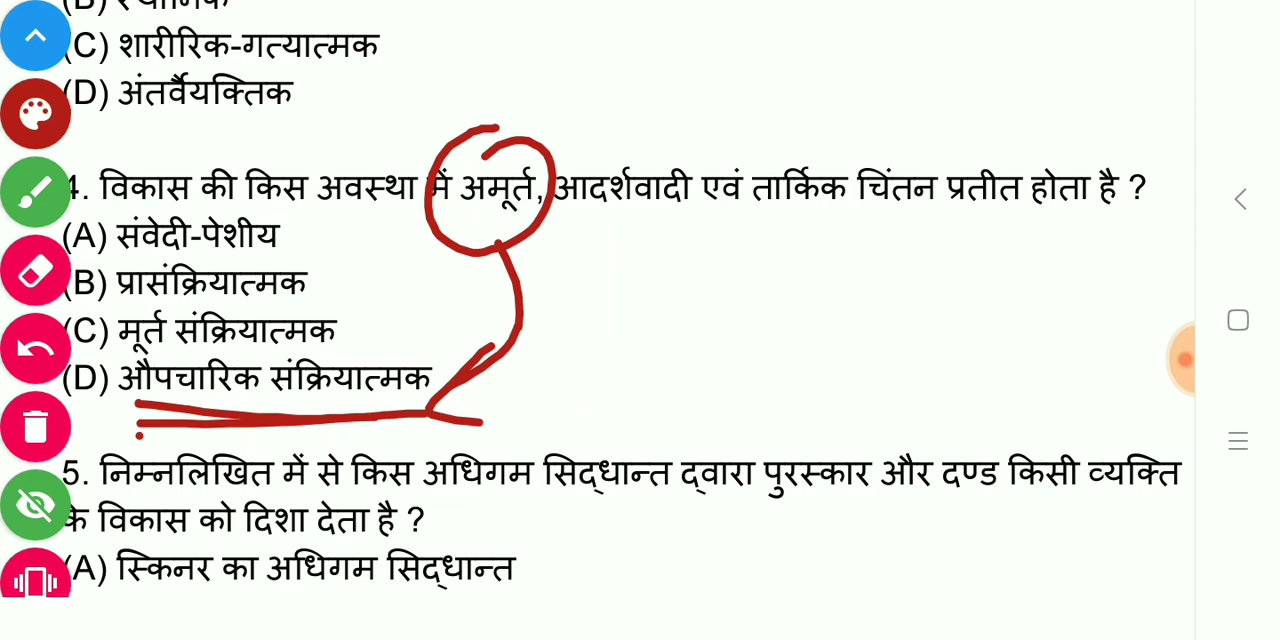 (B) स्थानिक
(C) शारीरिक-गत्यात्मक
(D) अंतर्वैयक्तिक
4. विकास की किस अवस्था में अमूर्त, आदर्शवादी एवं तार्किक चिंतन प्रतीत होता है ?
(A) संवेदी-पेशीय
(B) प्रासंक्रियात्मक
(C) मूर्त संक्रियात्मक
(D) औपचारिक संक्रियात्मक
5. निम्नलिखित में से किस अधिगम सिद्धान्त द्वारा पुरस्कार और दण्ड किसी व्यक्ति
के विकास को दिशा देता है ?
(A) स्किनर का अधिगम सिद्धान्त